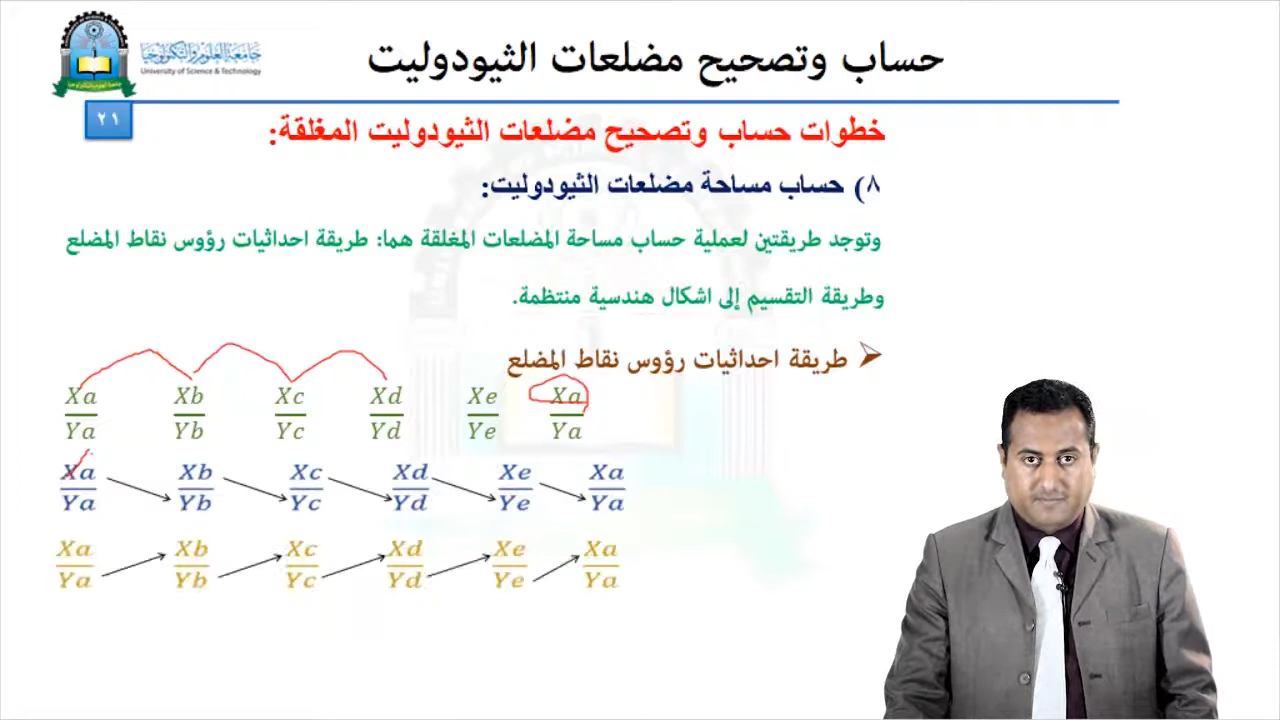 جامعة العلوم والتكنولوجيا
University of Science & Technology
حساب وتصحيح مضلعات الثيودوليت
٢١
خطوات حساب وتصحيح مضلعات الثيودوليت المغلقة:
٨) حساب مساحة مضلعات الثيودوليت:
وتوجد طريقتين لعملية حساب مساحة المضلعات المغلقة هما: طريقة احداثيات رؤوس نقاط المضلع
وطريقة التقسيم إلى اشكال هندسية منتظمة.
طريقة احداثيات رؤوس نقاط المضلع
Xa Xb Xc Xd Xe Xa
Ya Yb Yc Yd Ye Ya
Xa Xb Xc Xd Xe Xa
Ya Yb Yc Yd Ye Ya
Xa Xb Xc Xd Xe Xa
Ya Yb Yc Yd Ye Ya